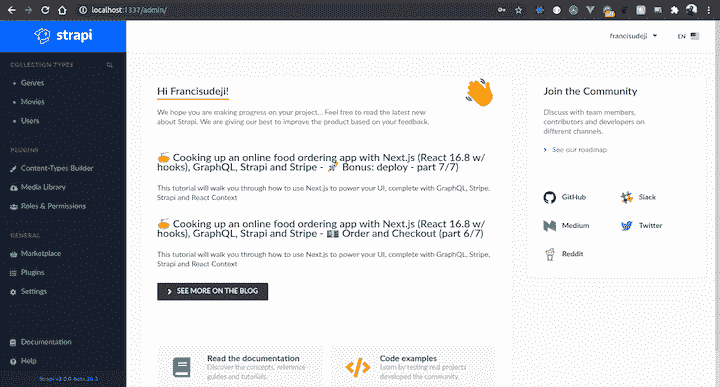 localhost:1337/admin/
strapi
francisudeji
EN
COLLECTION TYPES
Genres
Movies
Users
PLUGINS
Content-Types Builder
Media Library
Roles & Permissions
GENERAL
Marketplace
Plugins
Settings
Documentation
Help
Strapi v3.0.0-beta.20.3
Hi Francisudeji!
We hope you are making progress on your project... Feel free to read the latest new
about Strapi. We are giving our best to improve the product based on your feedback.
Cooking up an online food ordering app with Next.js (React 16.8 w/
hooks), GraphQL, Strapi and Stripe - 🚀 Bonus: deploy - part 7/7)
This tutorial will walk you through how to use Next.js to power your UI, complete with GraphQL, Stripe,
Strapi and React Context
Cooking up an online food ordering app with Next.js (React 16.8 w/
hooks), GraphQL, Strapi and Stripe - 💵 Order and Checkout (part 6/7)
This tutorial will walk you through how to use Next.js to power your UI, complete with GraphQL, Stripe,
Strapi and React Context
SEE MORE ON THE BLOG
Read the documentation
Discover the concepts, reference
guides and tutorials.
Code examples
Learn by testing real projects
developed the community.
Join the Community
Discuss with team members,
contributors and developers on
different channels.
See our roadmap
GitHub
Slack
Medium
Twitter
Reddit